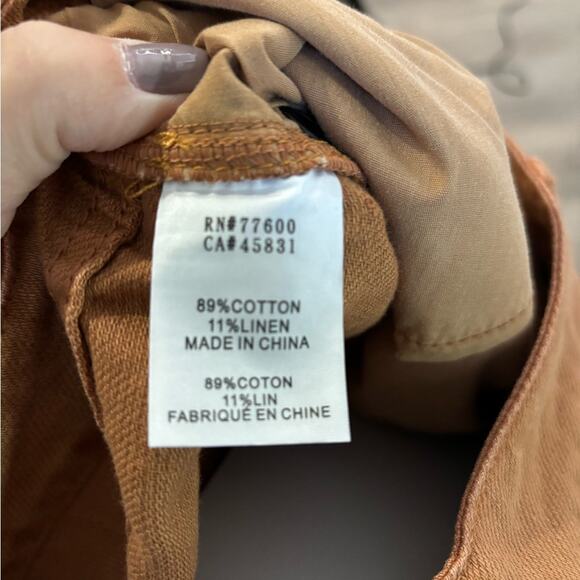 RN#77600
CA#45831
89%COTTON
11%LINEN
MADE IN CHINA
89%COTON
11%LIN
FABRIQUÉ EN CHINE